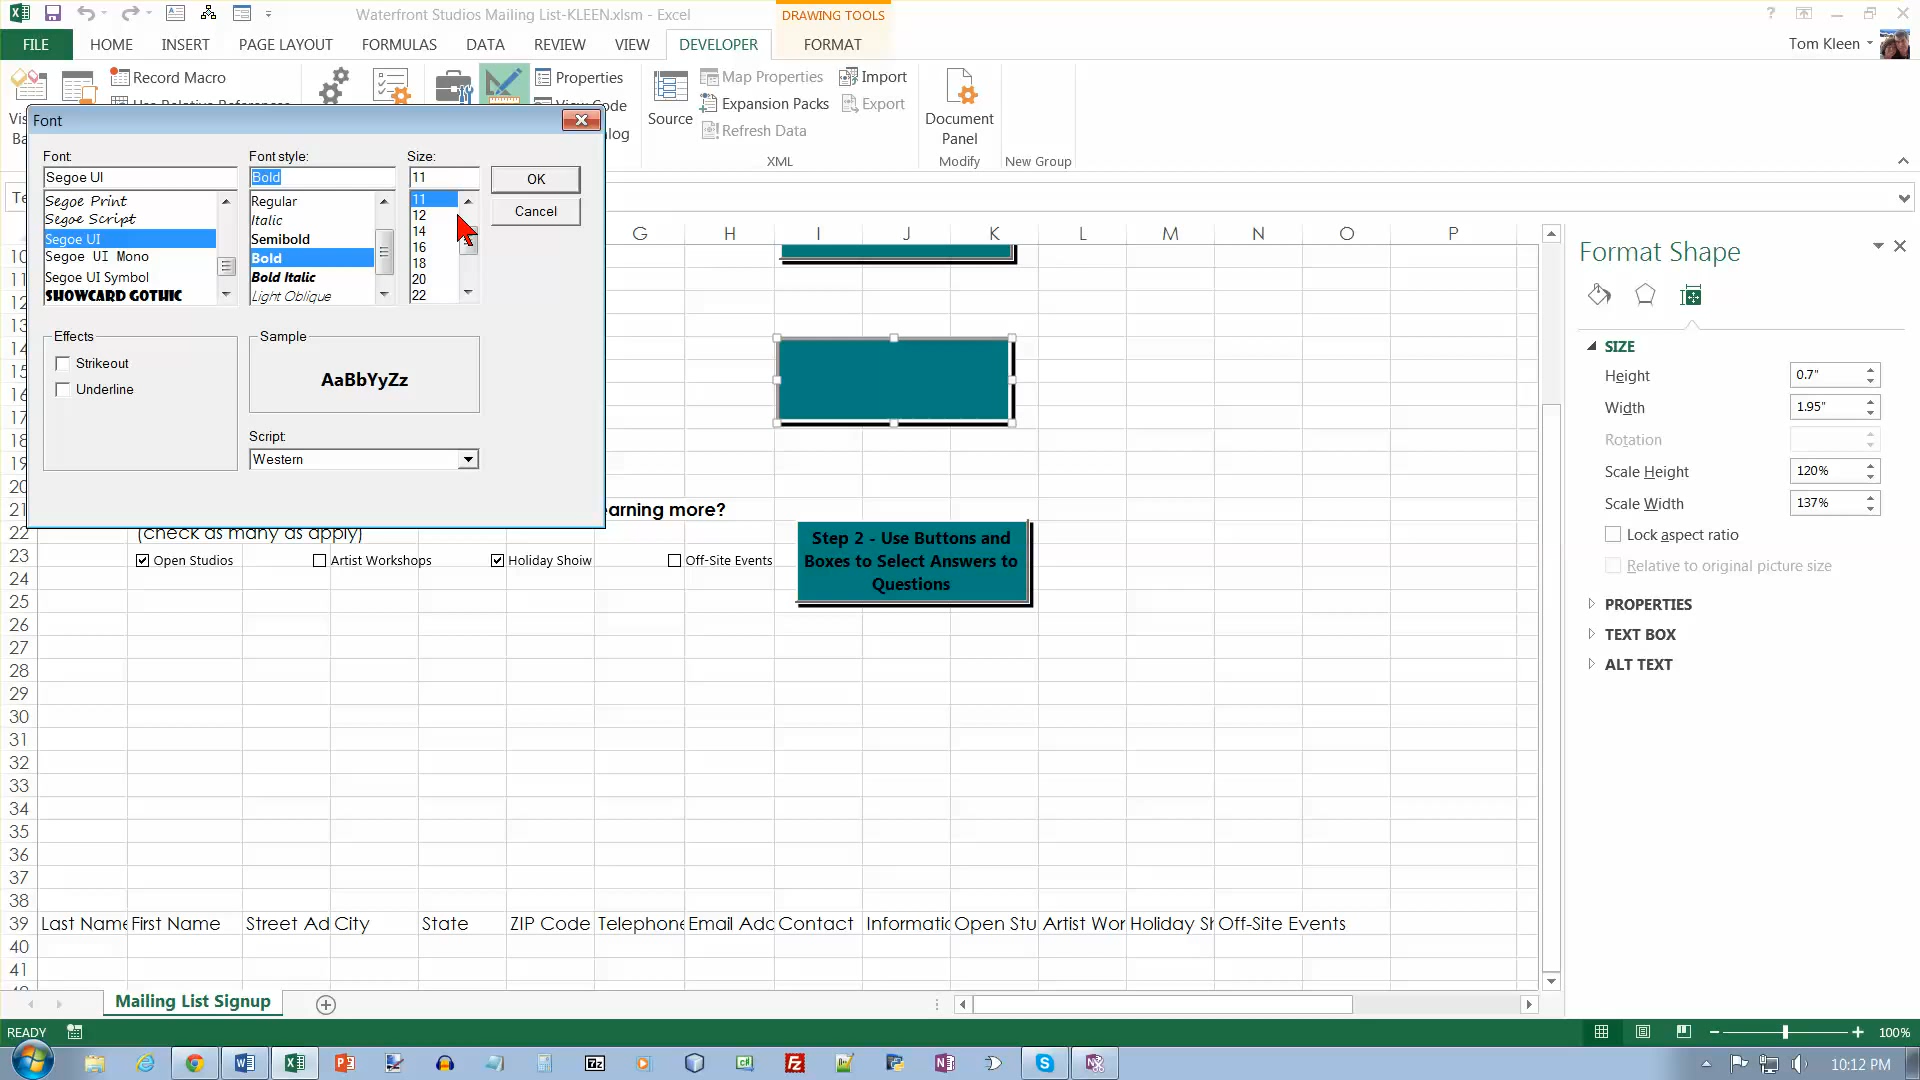 Waterfront Studios Mailing List-KLEEN.xlsm - Excel
DRAWING TOOLS
FILE
HOME
INSERT
PAGE LAYOUT
FORMULAS
DATA
REVIEW
VIEW
DEVELOPER
FORMAT
Tom Kleen
Record Macro
Use Relative References
Properties
View Code
Source
Map Properties
Expansion Packs
Refresh Data
Import
Export
XML
Document
Panel
Modify
New Group
Font
Font:
Segoe UI
Segoe Print
Segoe Script
Segoe UI
Segoe UI Mono
Segoe UI Symbol
SHOWCARD GOTHIC
Font style:
Bold
Regular
Italic
Semibold
Bold
Bold Italic
Light Oblique
Size:
11
11
12
14
16
18
20
22
OK
Cancel
Effects
Strikeout
Underline
Sample
AaBbYyZz
Script:
Western
G H I J K L M N O P
10
11
12
13
14
15
16
17
18
19
20
21 earning more?
22 (check as many as apply)
23 Open Studios Artist Workshops Holiday Shoiw Off-Site Events
Step 2 - Use Buttons and
Boxes to Select Answers to
Questions
24
25
26
27
28
29
30
31
32
33
34
35
36
37
38
39 Last Name First Name Street Ad City State ZIP Code Telephone Email Adc Contact Informatic Open Stu Artist Wor Holiday Sh Off-Site Events
40
41
Format Shape
SIZE
Height 0.7"
Width 1.95"
Rotation
Scale Height 120%
Scale Width 137%
Lock aspect ratio
Relative to original picture size
PROPERTIES
TEXT BOX
ALT TEXT
Mailing List Signup
READY
100%
10:12 PM